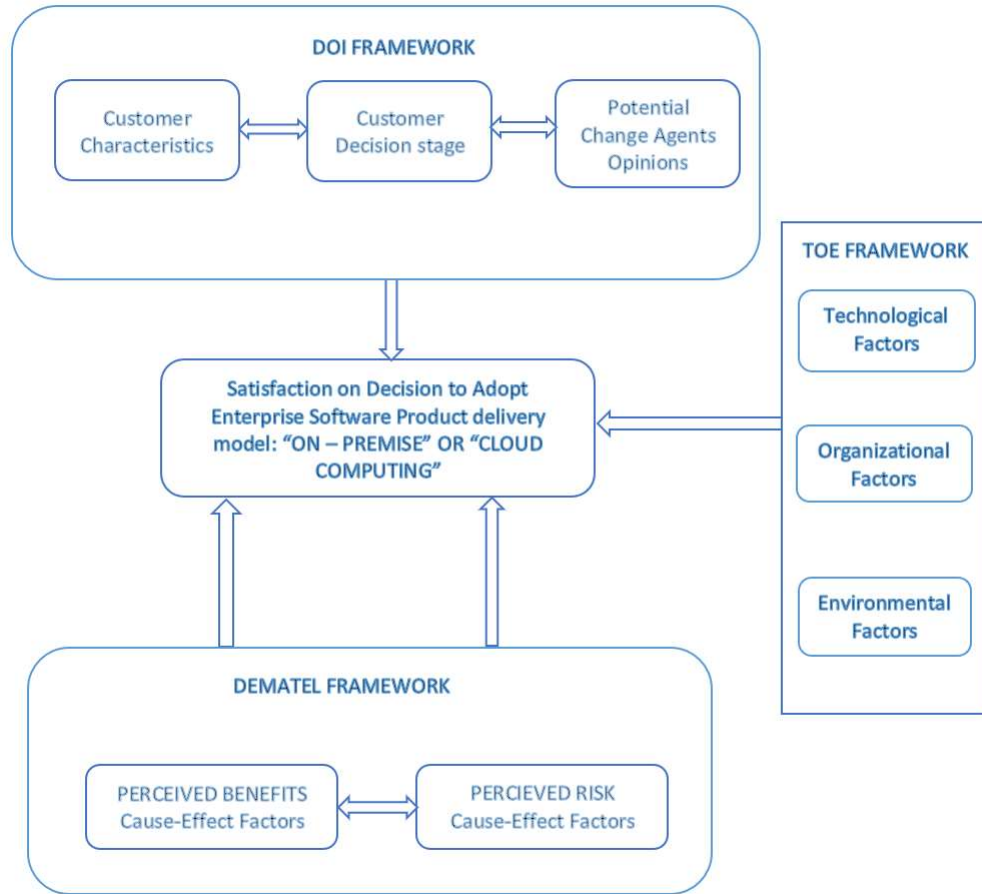 DOI FRAMEWORK
Customer
Characteristics
Customer
Decision stage
Potential
Change Agents
Opinions
TOE FRAMEWORK
Technological
Factors
Organizational
Factors
Environmental
Factors
Satisfaction on Decision to Adopt
Enterprise Software Product delivery
model: “ON – PREMISE” OR “CLOUD
COMPUTING”
DEMATEL FRAMEWORK
PERCEIVED BENEFITS
Cause-Effect Factors
PERCIEVED RISK
Cause-Effect Factors